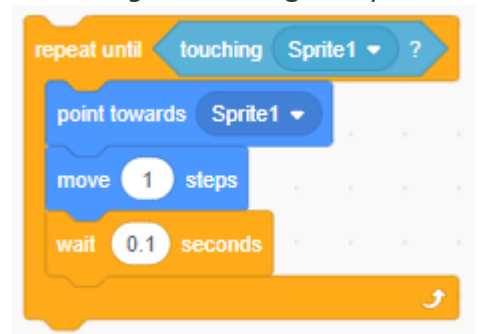 repeat until touching Sprite1 ?
point towards Sprite1
move 1 steps
wait 0.1 seconds